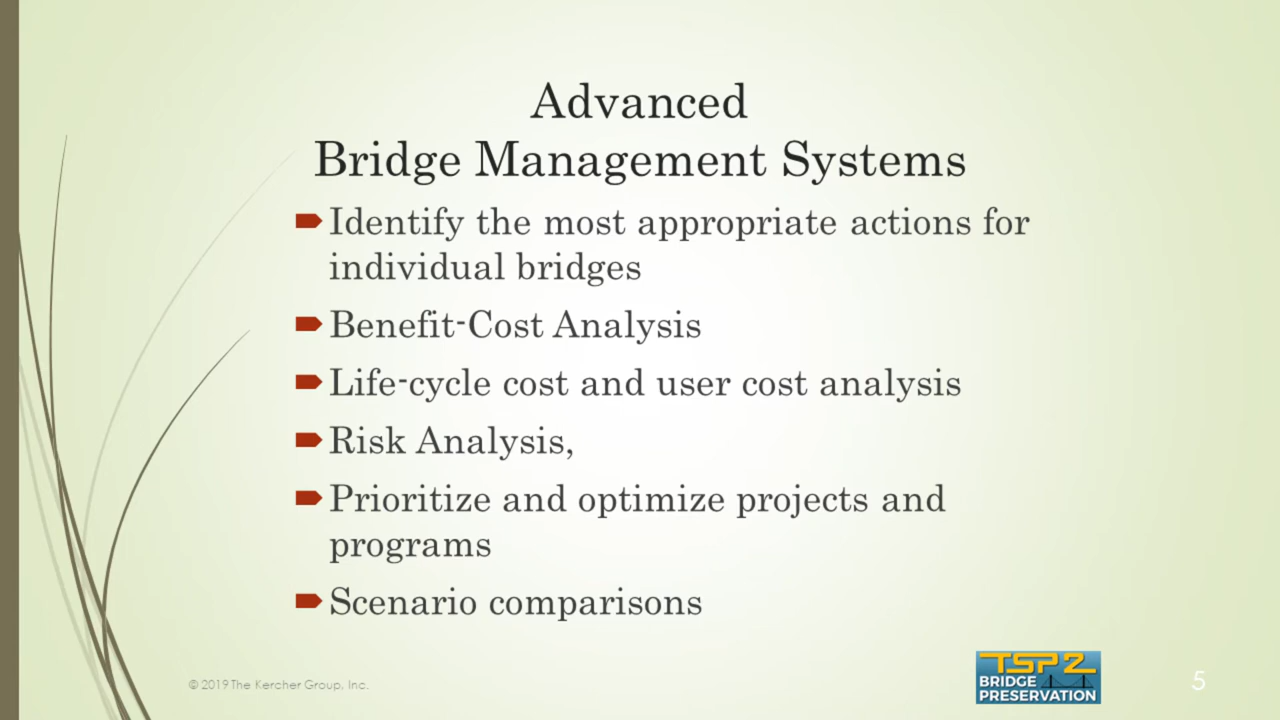 Advanced
Bridge Management Systems
Identify the most appropriate actions for
individual bridges
Benefit-Cost Analysis
Life-cycle cost and user cost analysis
Risk Analysis,
Prioritize and optimize projects and
programs
Scenario comparisons
© 2019 The Kercher Group, Inc.
TSP2
BRIDGE
PRESERVATION
5